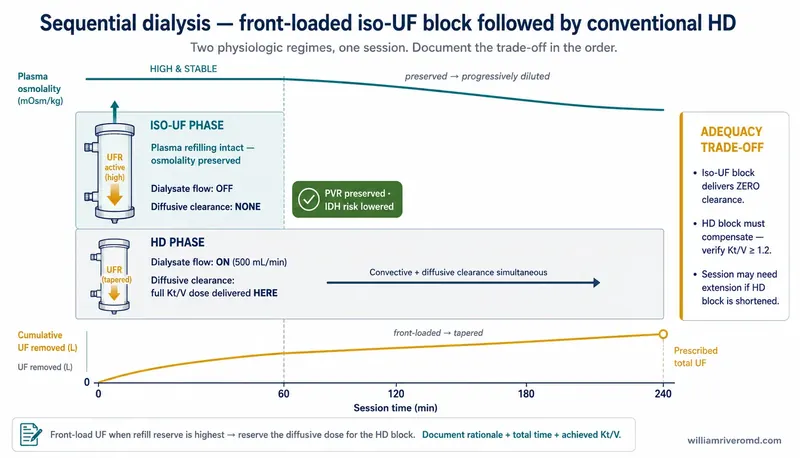 Sequential dialysis — front-loaded iso-UF block followed by conventional HD
Two physiologic regimes, one session. Document the trade-off in the order.
Plasma
osmolality
(mOsm/kg)
HIGH & STABLE
preserved → progressively diluted
ISO-UF PHASE
UFR
active
(high)
Plasma refilling intact —
osmolality preserved
Dialysate flow: OFF
Diffusive clearance: NONE
PVR preserved ·
IDH risk lowered
HD PHASE
UFR
(tapered)
Dialysate flow: ON (500 mL/min)
Diffusive clearance:
full Kt/V dose delivered HERE
Convective + diffusive clearance simultaneous
ADEQUACY
TRADE-OFF
• Iso-UF block
delivers ZERO
clearance.
• HD block must
compensate —
verify Kt/V ≥ 1.2.
• Session may need
extension if HD
block is shortened.
Cumulative
UF removed (L)
UF removed (L)
front-loaded → tapered
Prescribed
total UF
0
0
60
120
180
240
Session time (min)
Front-load UF when refill reserve is highest → reserve the diffusive dose for the HD block. Document rationale + total time + achieved Kt/V.
williamriveromd.com